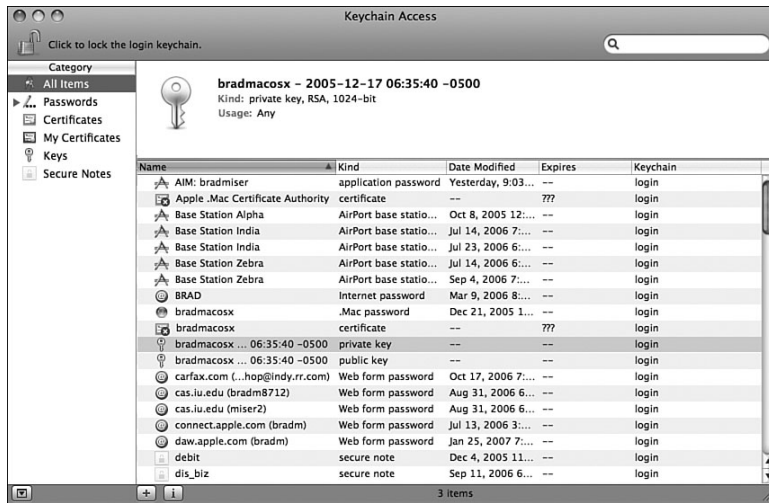 Keychain Access
Click to lock the login keychain.
Category
All Items
Passwords
Certificates
My Certificates
Keys
Secure Notes
bradmacosx – 2005-12-17 06:35:40 -0500
Kind: private key, RSA, 1024-bit
Usage: Any
Name Kind Date Modified Expires Keychain
AIM: bradmiser application password Yesterday, 9:03... -- login
Apple .Mac Certificate Authority certificate -- ??? login
Base Station Alpha AirPort base statio... Oct 8, 2005 12:... -- login
Base Station India AirPort base statio... Jul 14, 2006 7:... -- login
Base Station India AirPort base statio... Jul 23, 2006 6:... -- login
Base Station Zebra AirPort base statio... Jul 14, 2006 6:... -- login
Base Station Zebra AirPort base statio... Sep 4, 2006 7:... -- login
BRAD Internet password Mar 9, 2006 8:... -- login
bradmacosx .Mac password Dec 21, 2005 1... -- login
bradmacosx certificate -- ??? login
bradmacosx ... 06:35:40 -0500 private key -- -- login
bradmacosx ... 06:35:40 -0500 public key -- -- login
carfax.com (...hop@indy.rr.com) Web form password Oct 17, 2006 7:... -- login
cas.iu.edu (bradm8712) Web form password Aug 31, 2006 6... -- login
cas.iu.edu (miser2) Web form password Aug 31, 2006 6... -- login
connect.apple.com (bradm) Web form password Jul 13, 2006 3:... -- login
daw.apple.com (bradm) Web form password Jan 25, 2007 7:... -- login
debit secure note Dec 4, 2005 11... -- login
dis_biz secure note Sep 11, 2006 6... -- login
3 items